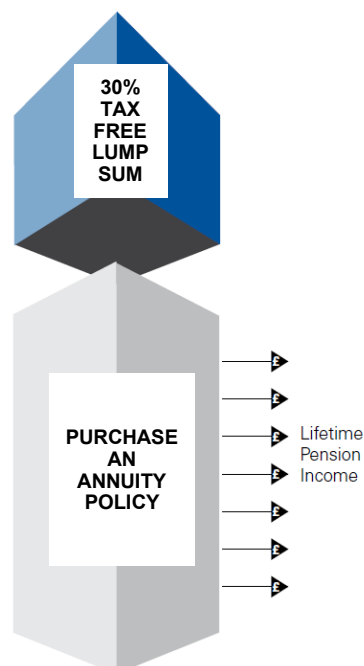 30%
TAX
FREE
LUMP
SUM
PURCHASE
AN
ANNUITY
POLICY
£
£
£
£
£
£
£
Lifetime
Pension
Income